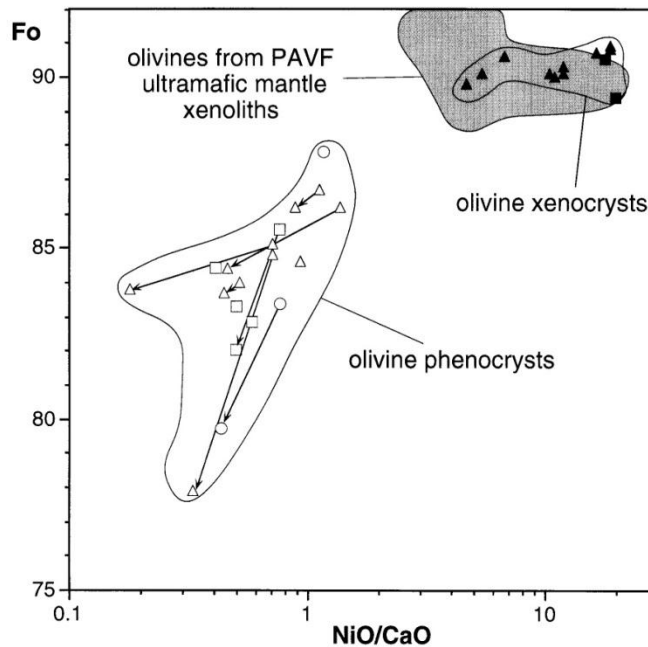 Fo
90
85
80
75
olivines from PAVF
ultramafic mantle
xenoliths
olivine xenocrysts
olivine phenocrysts
0.1
1
10
NiO/CaO